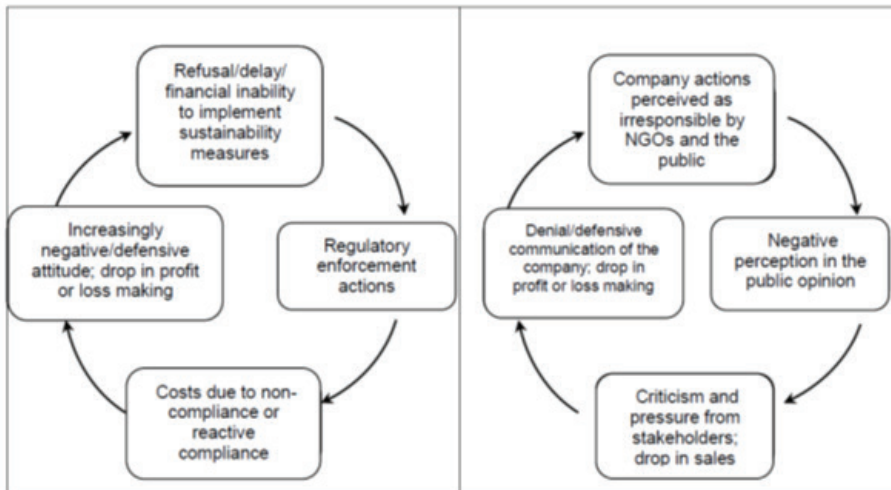 Refusal/delay/
financial inability
to implement
sustainability
measures
Regulatory
enforcement
actions
Costs due to non-
compliance or
reactive
compliance
Increasingly
negative/defensive
attitude; drop in profit
or loss making
Company actions
perceived as
irresponsible by
NGOs and the
public
Negative
perception in the
public opinion
Criticism and
pressure from
stakeholders;
drop in sales
Denial/defensive
communication of the
company; drop in
profit or loss making